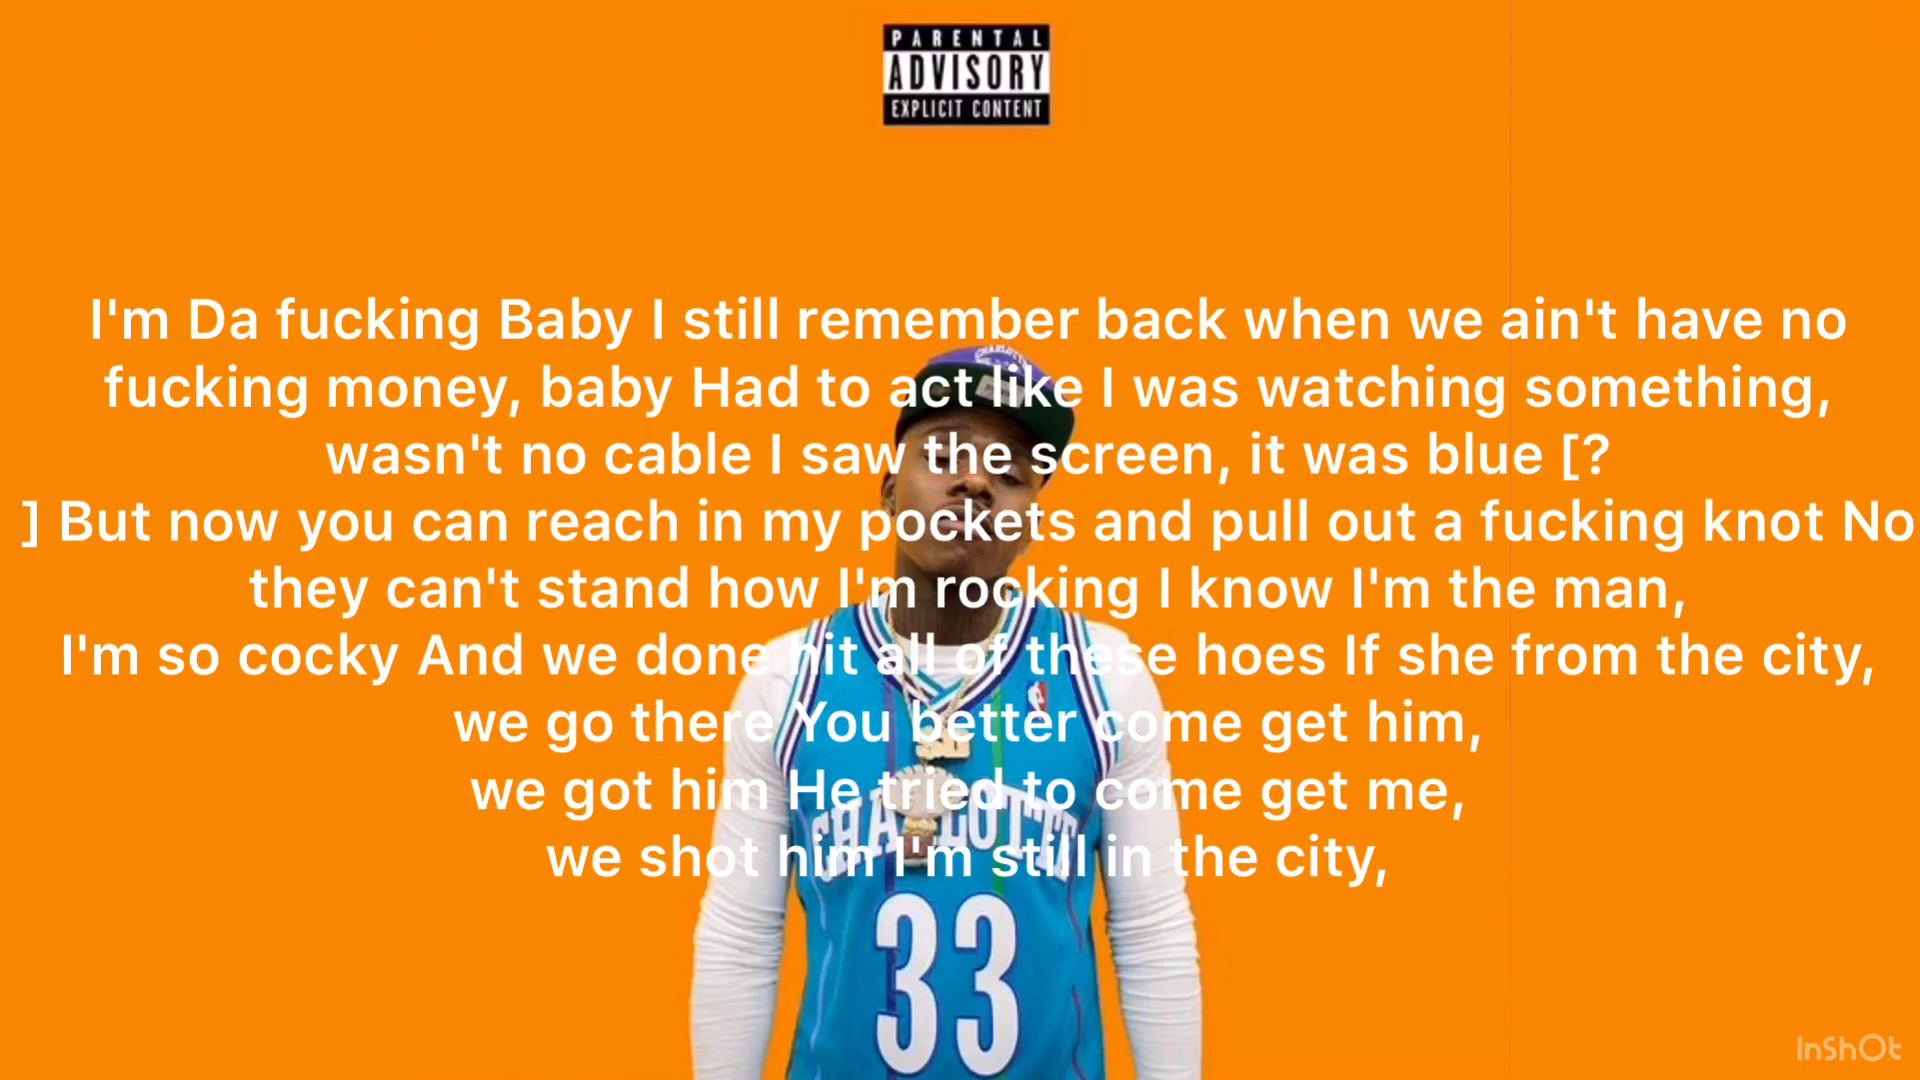 PARENTAL
ADVISORY
EXPLICIT CONTENT
I'm Da fucking Baby I still remember back when we ain't have no
fucking money, baby Had to act like I was watching something,
wasn't no cable I saw the screen, it was blue [?
] But now you can reach in my pockets and pull out a fucking knot No
they can't stand how I'm rocking I know I'm the man,
I'm so cocky And we done hit all of these hoes If she from the city,
we go there You better come get him,
we got him He tried to come get me,
we shot him I'm still in the city,
CHARLOTTE
33
InShOt